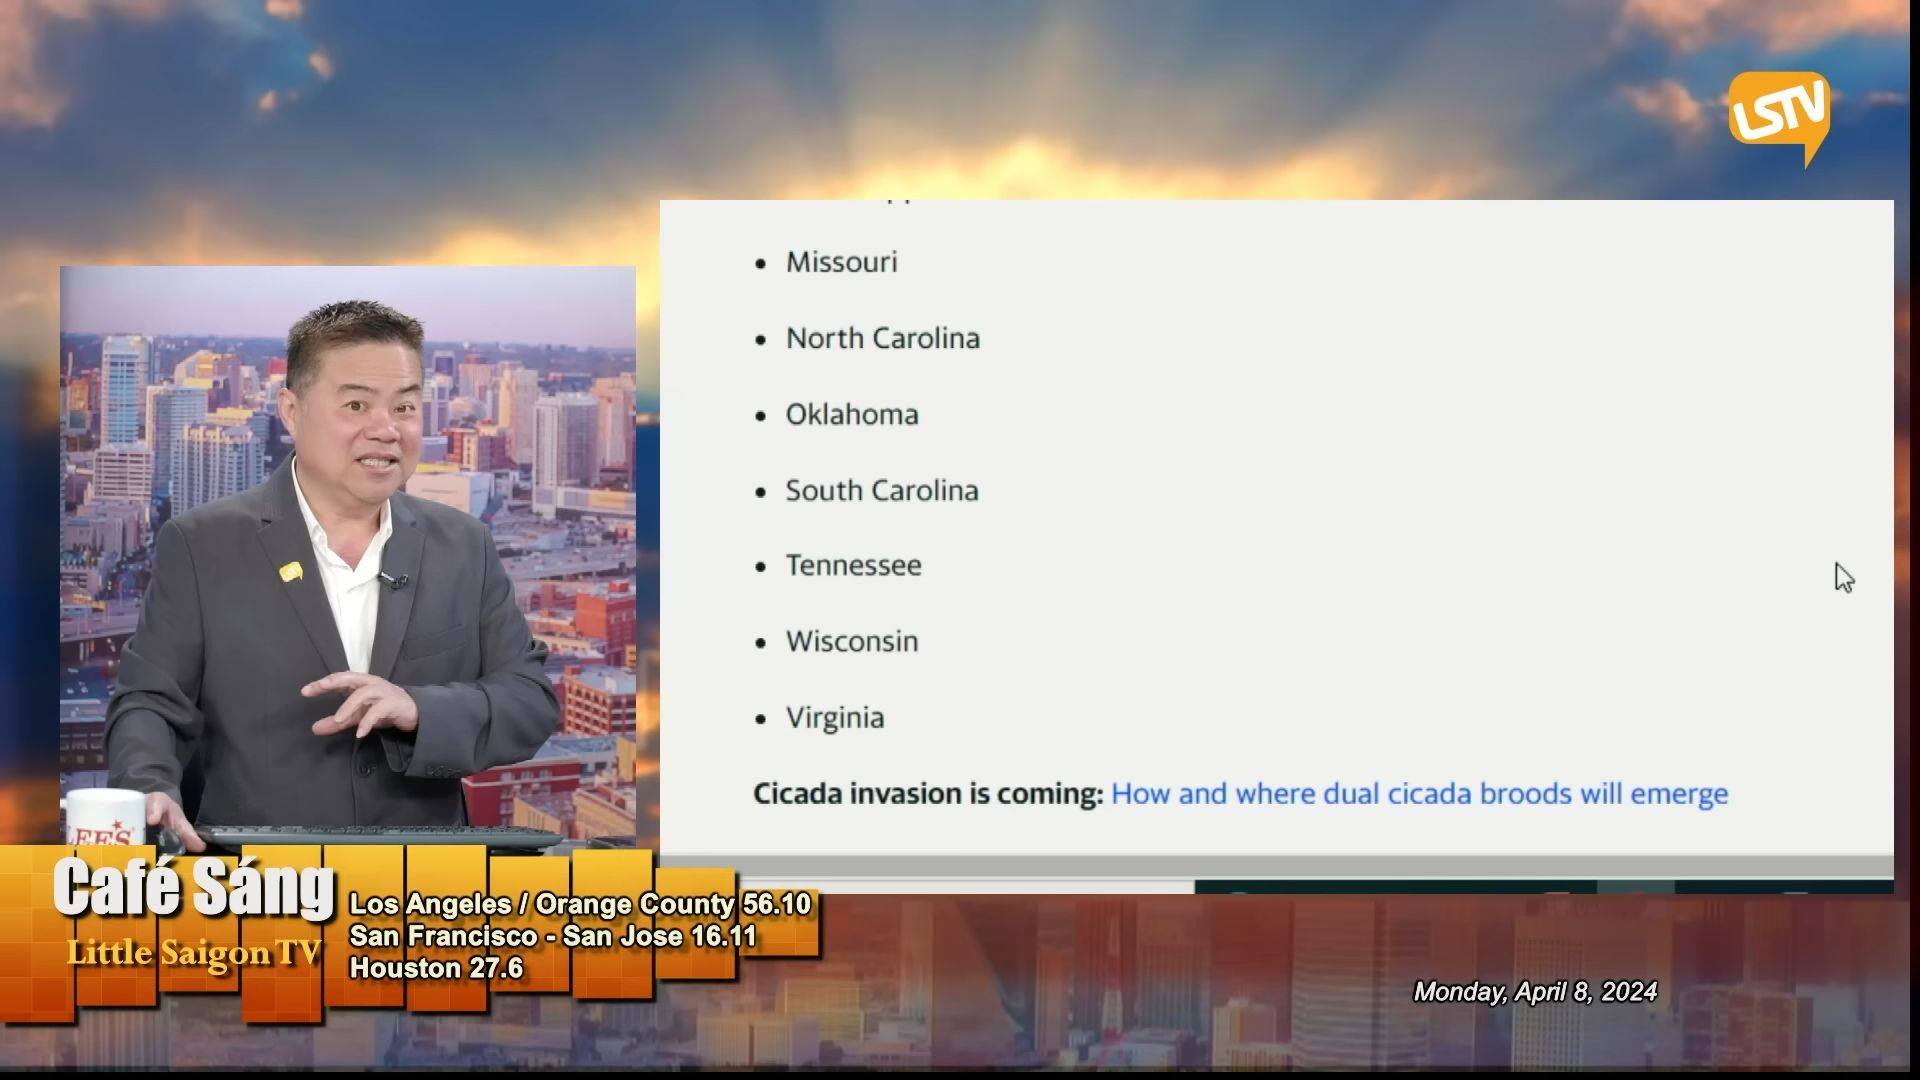 LSTV
Missouri
North Carolina
Oklahoma
South Carolina
Tennessee
Wisconsin
Virginia
Cicada invasion is coming: How and where dual cicada broods will emerge
LEE'S
Café Sáng
Little Saigon TV
Los Angeles / Orange County 56.10
San Francisco - San Jose 16.11
Houston 27.6
Monday, April 8, 2024